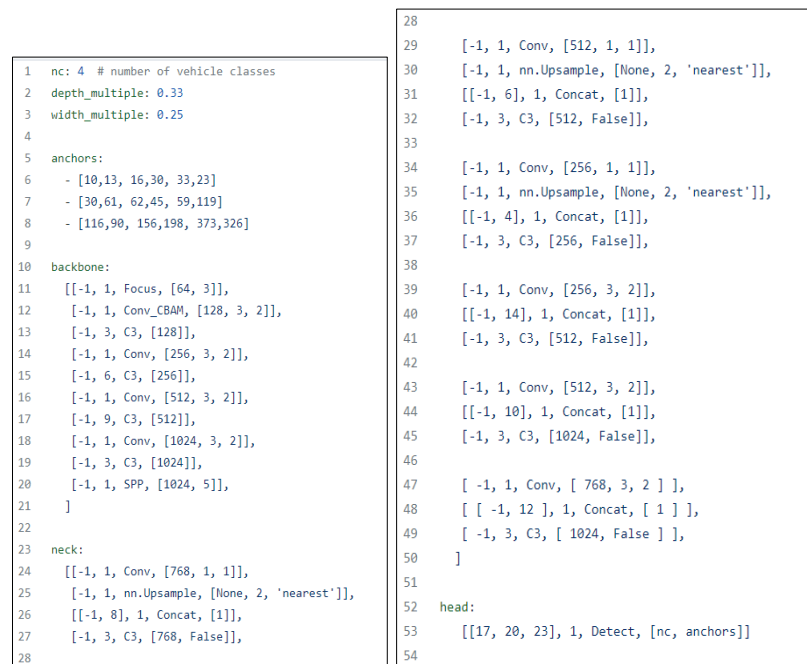 1 nc: 4 # number of vehicle classes
2 depth_multiple: 0.33
3 width_multiple: 0.25
4
5 anchors:
6 - [10,13, 16,30, 33,23]
7 - [30,61, 62,45, 59,119]
8 - [116,90, 156,198, 373,326]
9
10 backbone:
11 [[-1, 1, Focus, [64, 3]],
12 [-1, 1, Conv_CBAM, [128, 3, 2]],
13 [-1, 3, C3, [128]],
14 [-1, 1, Conv, [256, 3, 2]],
15 [-1, 6, C3, [256]],
16 [-1, 1, Conv, [512, 3, 2]],
17 [-1, 9, C3, [512]],
18 [-1, 1, Conv, [1024, 3, 2]],
19 [-1, 3, C3, [1024]],
20 [-1, 1, SPP, [1024, 5]],
21 ]
22
23 neck:
24 [[-1, 1, Conv, [768, 1, 1]],
25 [-1, 1, nn.Upsample, [None, 2, 'nearest']],
26 [[-1, 8], 1, Concat, [1]],
27 [-1, 3, C3, [768, False]],
28
28
29 [-1, 1, Conv, [512, 1, 1]],
30 [-1, 1, nn.Upsample, [None, 2, 'nearest']],
31 [[-1, 6], 1, Concat, [1]],
32 [-1, 3, C3, [512, False]],
33
34 [-1, 1, Conv, [256, 1, 1]],
35 [-1, 1, nn.Upsample, [None, 2, 'nearest']],
36 [[-1, 4], 1, Concat, [1]],
37 [-1, 3, C3, [256, False]],
38
39 [-1, 1, Conv, [256, 3, 2]],
40 [[-1, 14], 1, Concat, [1]],
41 [-1, 3, C3, [512, False]],
42
43 [-1, 1, Conv, [512, 3, 2]],
44 [[-1, 10], 1, Concat, [1]],
45 [-1, 3, C3, [1024, False]],
46
47 [ -1, 1, Conv, [ 768, 3, 2 ] ],
48 [ [ -1, 12 ], 1, Concat, [ 1 ] ],
49 [ -1, 3, C3, [ 1024, False ] ],
50 ]
51
52 head:
53 [[17, 20, 23], 1, Detect, [nc, anchors]]
54